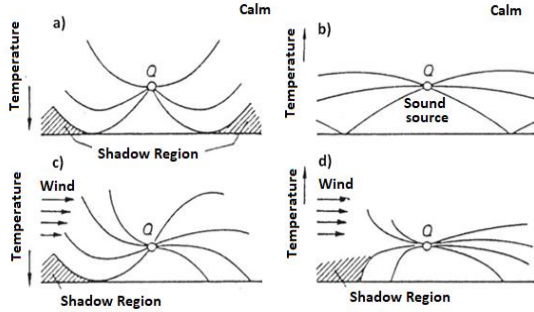 Calm
a)
Temperature
Q
Shadow Region
Calm
b)
Temperature
Q
Sound
source
c)
Wind
Temperature
Q
Shadow Region
d)
Wind
Temperature
Q
Shadow Region